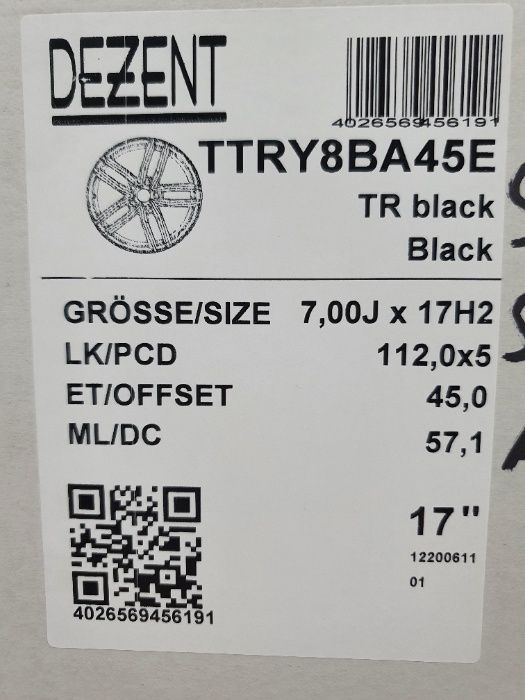 DEZENT
4026569456191
TTRY8BA45E
TR black
Black
GRÖSSE/SIZE 7,00J x 17H2
LK/PCD 112,0x5
ET/OFFSET 45,0
ML/DC 57,1
17"
12200611
01
4026569456191